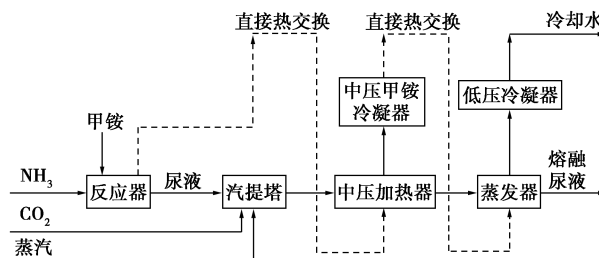 直接热交换
直接热交换
冷却水
中压甲铵
冷凝器
低压冷凝器
甲铵
NH₃
反应器
尿液
汽提塔
中压加热器
蒸发器
熔融
尿液
CO₂
蒸汽